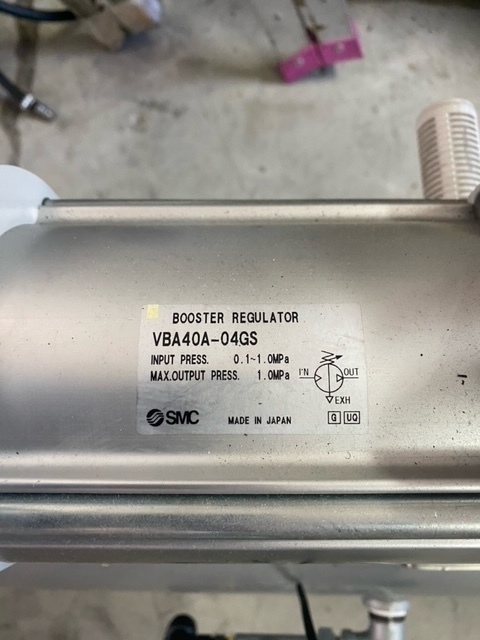 BOOSTER REGULATOR
VBA40A-04GS
INPUT PRESS. 0.1~1.0MPa
MAX.OUTPUT PRESS. 1.0MPa
IN OUT
EXH
SMC MADE IN JAPAN G UQ